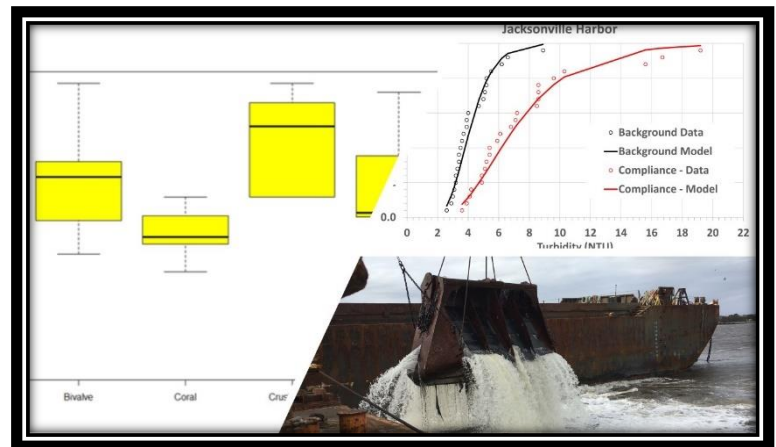 Jacksonville Harbor
Background Data
Background Model
Compliance - Data
Compliance - Model
0.0
0 2 4 6 8 10 12 14 16 18 20 22
Turbidity (NTU)
Bivalve Coral